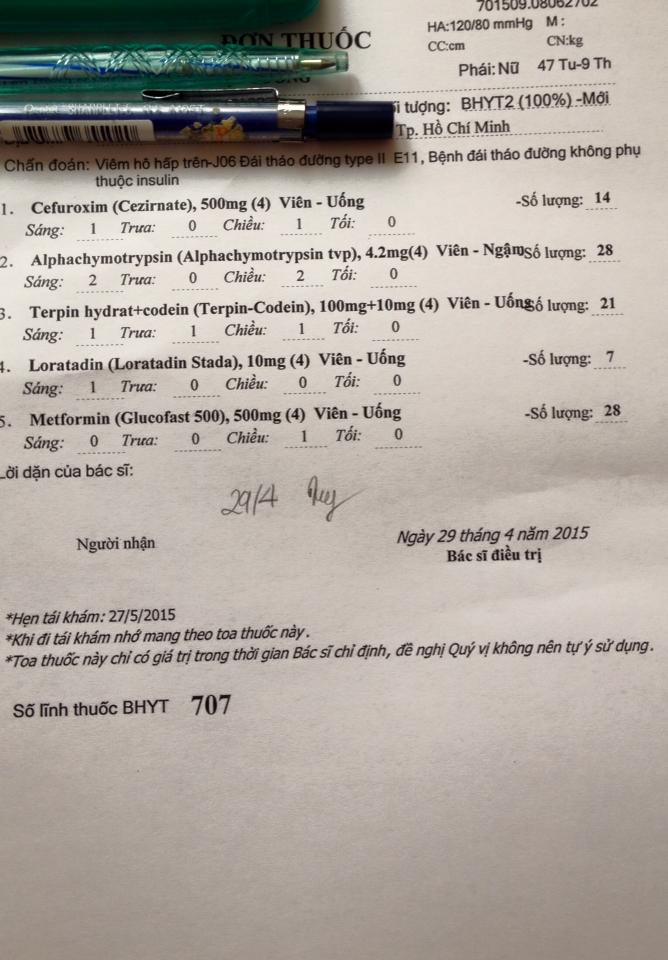 701509.08062702
ĐƠN THUỐC
HA:120/80 mmHg M :
CC:cm CN:kg
Phái: Nữ 47 Tu-9 Th
tượng: BHYT2 (100%) -Mới
Tp. Hồ Chí Minh
Chẩn đoán: Viêm hô hấp trên-J06 Đái tháo đường type II E11, Bệnh đái tháo đường không phụ
thuộc insulin
1. Cefuroxim (Cezirnate), 500mg (4) Viên - Uống -Số lượng: 14
Sáng: 1 Trưa: 0 Chiều: 1 Tối: 0
2. Alphachymotrypsin (Alphachymotrypsin tvp), 4.2mg(4) Viên - Ngậm Số lượng: 28
Sáng: 2 Trưa: 0 Chiều: 2 Tối: 0
3. Terpin hydrat+codein (Terpin-Codein), 100mg+10mg (4) Viên - Uống Số lượng: 21
Sáng: 1 Trưa: 1 Chiều: 1 Tối: 0
4. Loratadin (Loratadin Stada), 10mg (4) Viên - Uống -Số lượng: 7
Sáng: 1 Trưa: 0 Chiều: 0 Tối: 0
5. Metformin (Glucofast 500), 500mg (4) Viên - Uống -Số lượng: 28
Sáng: 0 Trưa: 0 Chiều: 1 Tối: 0
Lời dặn của bác sĩ:
29/4
Người nhận
Ngày 29 tháng 4 năm 2015
Bác sĩ điều trị
*Hẹn tái khám: 27/5/2015
*Khi đi tái khám nhớ mang theo toa thuốc này.
*Toa thuốc này chỉ có giá trị trong thời gian Bác sĩ chỉ định, đề nghị Quý vị không nên tự ý sử dụng.
Số lĩnh thuốc BHYT 707